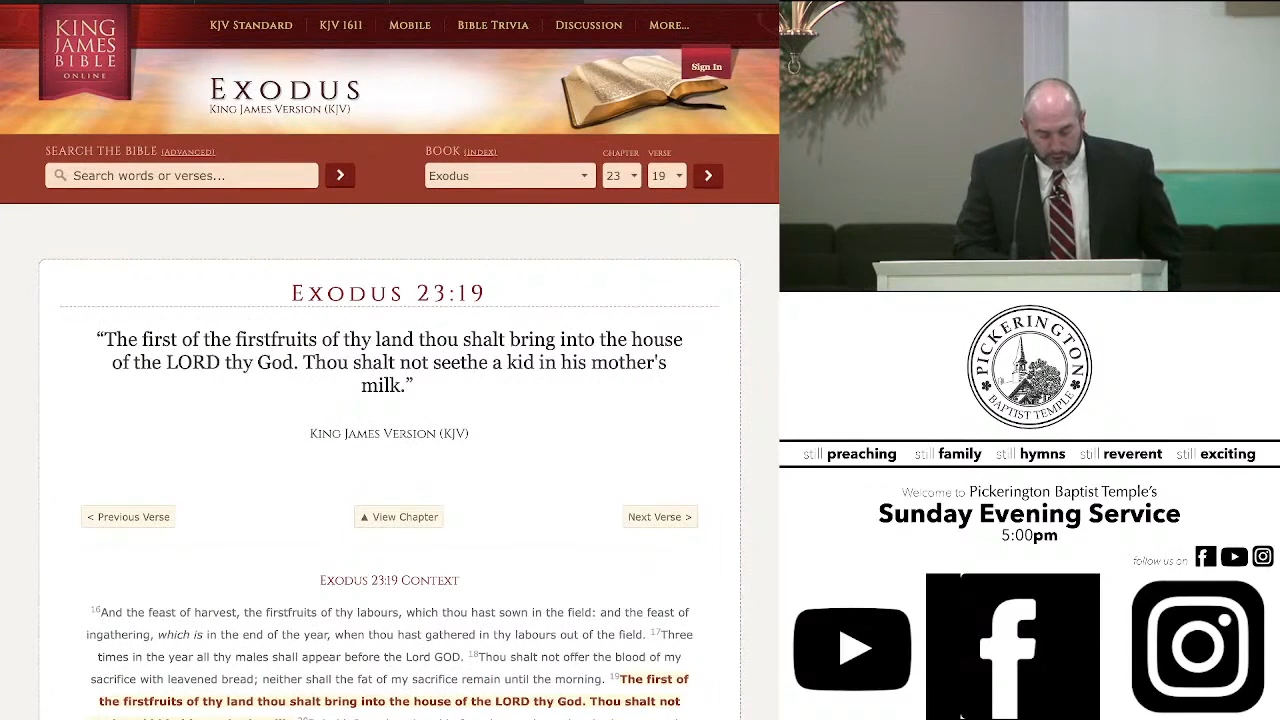 KING
JAMES
BIBLE
ONLINE
KJV STANDARD
KJV 1611
MOBILE
BIBLE TRIVIA
DISCUSSION
MORE...
Sign In
EXODUS
KING JAMES VERSION (KJV)
SEARCH THE BIBLE (ADVANCED)
Search words or verses...
BOOK (INDEX)
CHAPTER
VERSE
Exodus
23
19
EXODUS 23:19
“The first of the firstfruits of thy land thou shalt bring into the house
of the LORD thy God. Thou shalt not seethe a kid in his mother's
milk.”
KING JAMES VERSION (KJV)
< Previous Verse
▲ View Chapter
Next Verse >
EXODUS 23:19 CONTEXT
16And the feast of harvest, the firstfruits of thy labours, which thou hast sown in the field: and the feast of
ingathering, which is in the end of the year, when thou hast gathered in thy labours out of the field. 17Three
times in the year all thy males shall appear before the Lord GOD. 18Thou shalt not offer the blood of my
sacrifice with leavened bread; neither shall the fat of my sacrifice remain until the morning. 19The first of
the firstfruits of thy land thou shalt bring into the house of the LORD thy God. Thou shalt not
PICKERINGTON
BAPTIST TEMPLE
still preaching still family still hymns still reverent still exciting
Welcome to Pickerington Baptist Temple's
Sunday Evening Service
5:00pm
follow us on